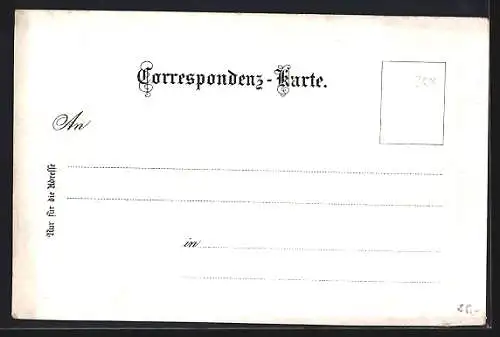 Correspondenz-Karte.
An
Nur für die Adresse
in